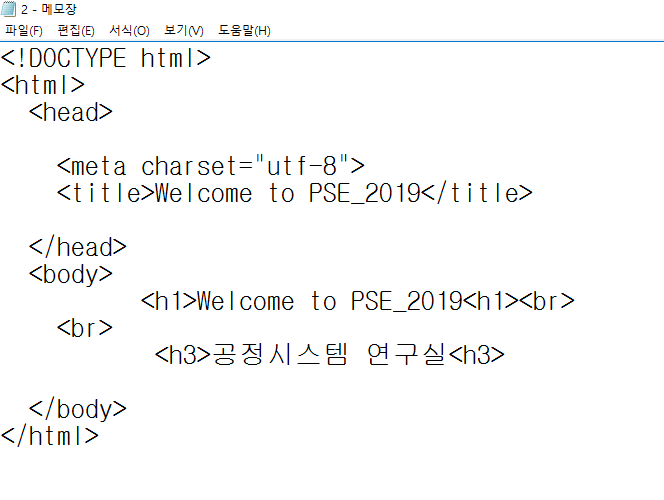 2 - 메모장
파일(F) 편집(E) 서식(O) 보기(V) 도움말(H)
<!DOCTYPE html>
<html>
<head>
<meta charset="utf-8">
<title>Welcome to PSE_2019</title>
</head>
<body>
<h1>Welcome to PSE_2019<h1><br>
<br>
<h3>공정시스템 연구실<h3>
</body>
</html>